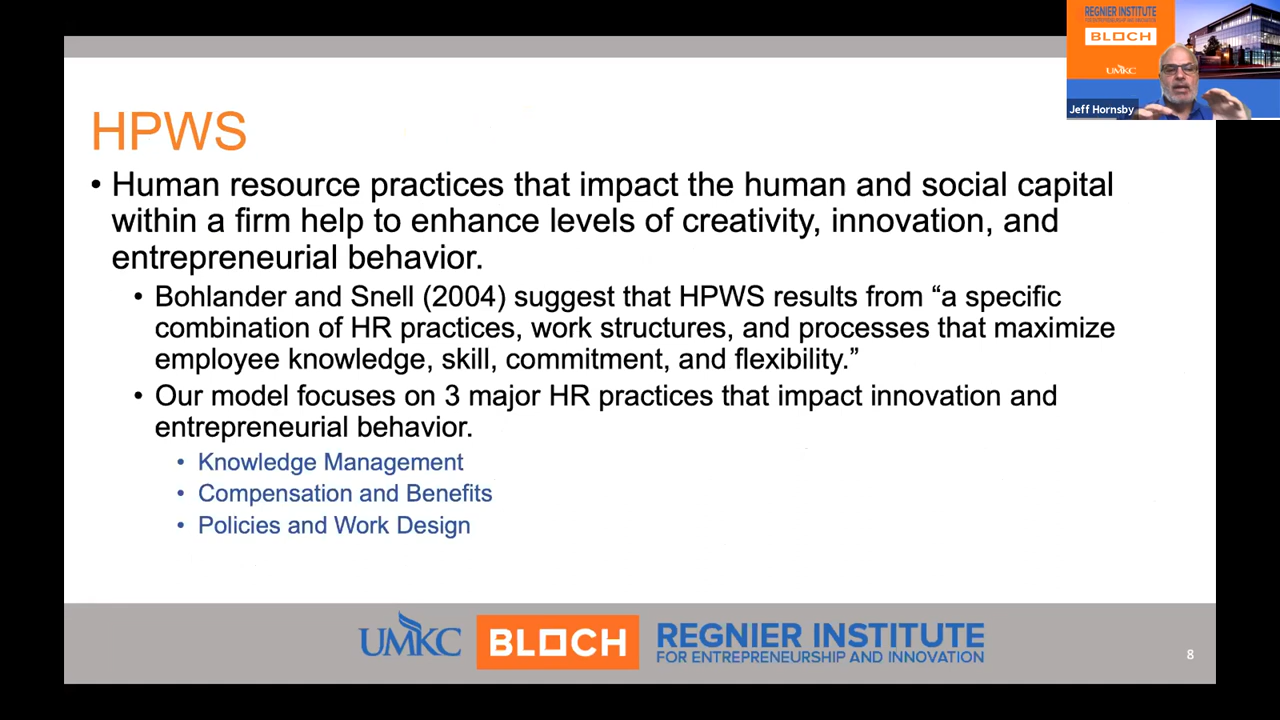 REGNIER INSTITUTE
FOR ENTREPRENEURSHIP AND INNOVATION
BLOCH
UMKC
Jeff Hornsby
HPWS
• Human resource practices that impact the human and social capital
within a firm help to enhance levels of creativity, innovation, and
entrepreneurial behavior.
• Bohlander and Snell (2004) suggest that HPWS results from “a specific
combination of HR practices, work structures, and processes that maximize
employee knowledge, skill, commitment, and flexibility.”
• Our model focuses on 3 major HR practices that impact innovation and
entrepreneurial behavior.
• Knowledge Management
• Compensation and Benefits
• Policies and Work Design
UMKC BLOCH REGNIER INSTITUTE
FOR ENTREPRENEURSHIP AND INNOVATION
8